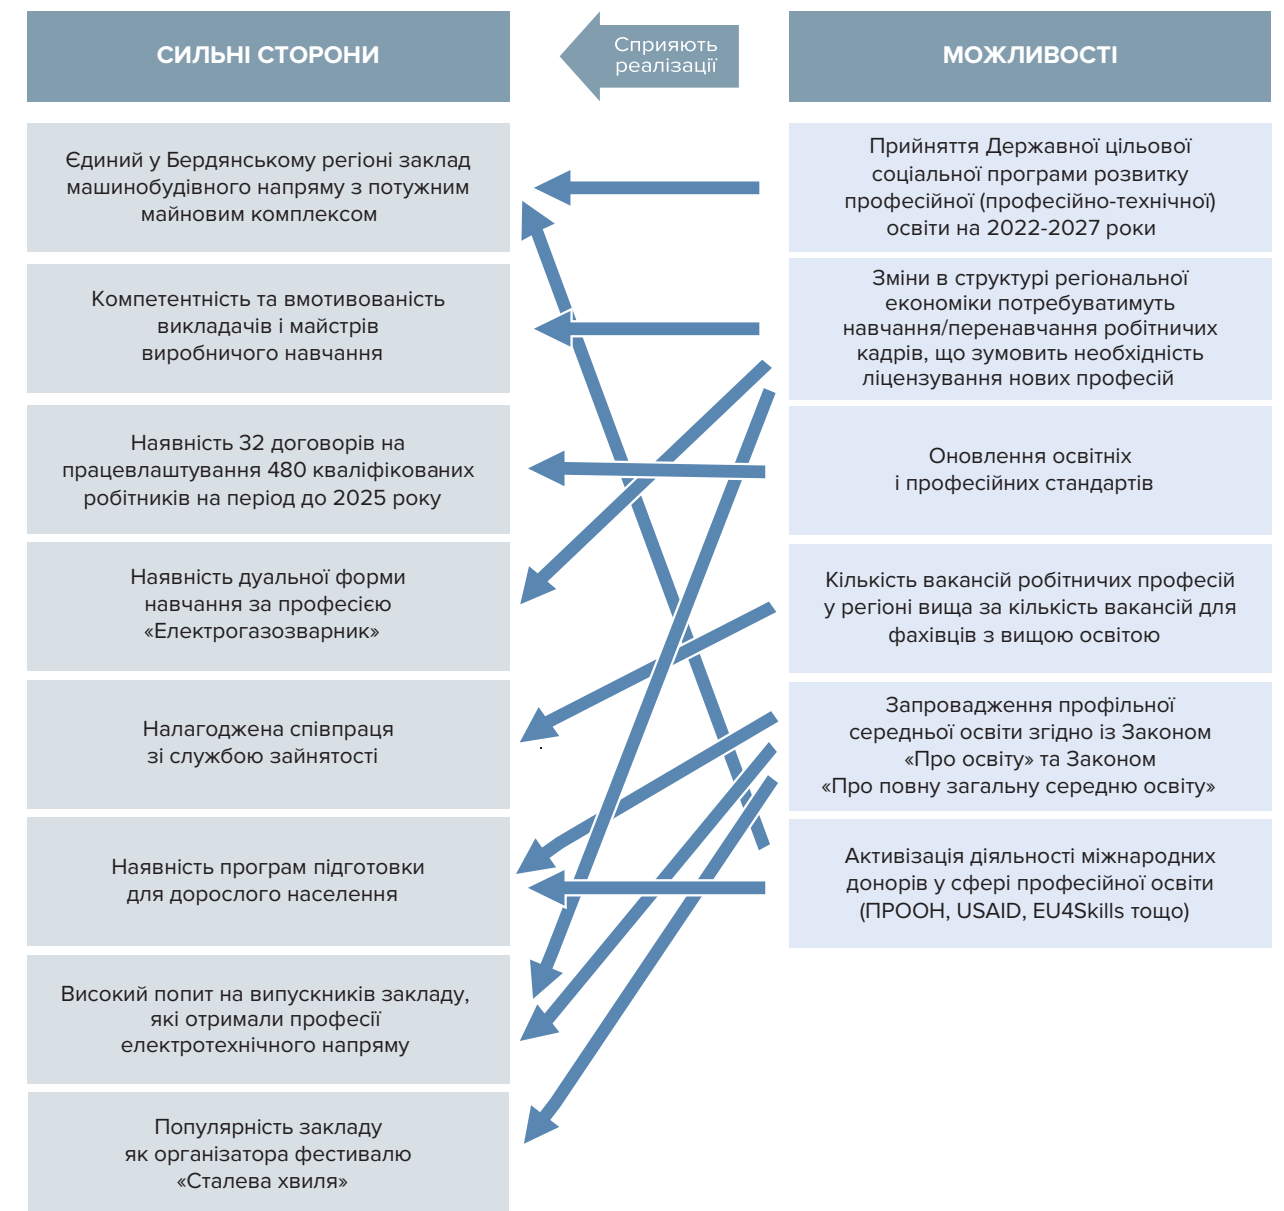 СИЛЬНІ СТОРОНИ
Сприяють
реалізації
МОЖЛИВОСТІ
Єдиний у Бердянському регіоні заклад
машинобудівного напряму з потужним
майновим комплексом
Компетентність та вмотивованість
викладачів і майстрів
виробничого навчання
Наявність 32 договорів на
працевлаштування 480 кваліфікованих
робітників на період до 2025 року
Наявність дуальної форми
навчання за професією
«Електрогазозварник»
Налагоджена співпраця
зі службою зайнятості
Наявність програм підготовки
для дорослого населення
Високий попит на випускників закладу,
які отримали професії
електротехнічного напряму
Популярність закладу
як організатора фестивалю
«Сталева хвиля»
Прийняття Державної цільової
соціальної програми розвитку
професійної (професійно-технічної)
освіти на 2022-2027 роки
Зміни в структурі регіональної
економіки потребуватимуть
навчання/перенавчання робітничих
кадрів, що зумовить необхідність
ліцензування нових професій
Оновлення освітніх
і професійних стандартів
Кількість вакансій робітничих професій
у регіоні вища за кількість вакансій для
фахівців з вищою освітою
Запровадження профільної
середньої освіти згідно із Законом
«Про освіту» та Законом
«Про повну загальну середню освіту»
Активізація діяльності міжнародних
донорів у сфері професійної освіти
(ПРООН, USAID, EU4Skills тощо)